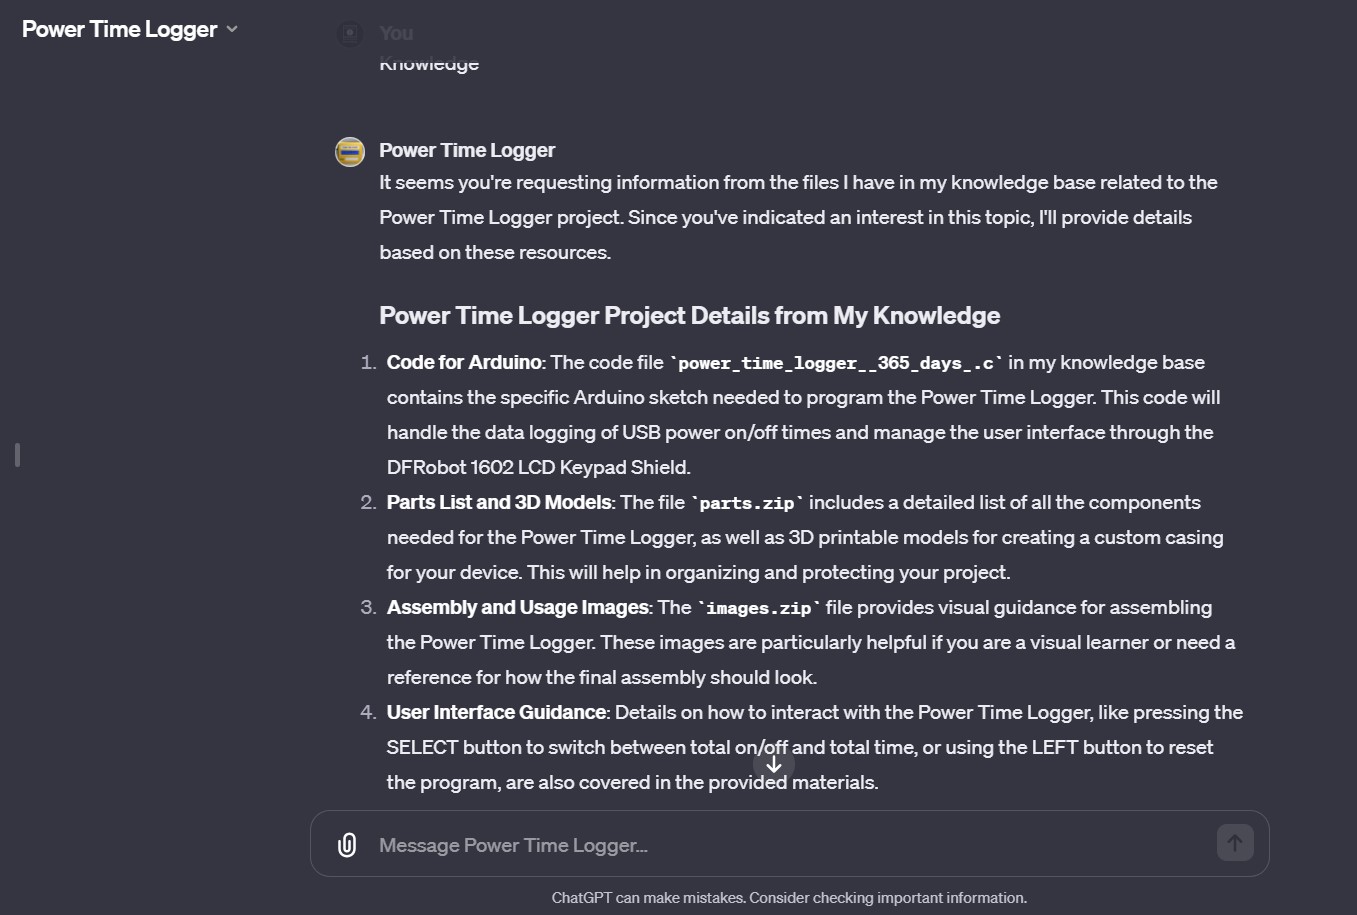 Power Time Logger
You
Knowledge
Power Time Logger
It seems you're requesting information from the files I have in my knowledge base related to the
Power Time Logger project. Since you've indicated an interest in this topic, I'll provide details
based on these resources.
Power Time Logger Project Details from My Knowledge
1. Code for Arduino: The code file `power_time_logger__365_days_.c` in my knowledge base
contains the specific Arduino sketch needed to program the Power Time Logger. This code will
handle the data logging of USB power on/off times and manage the user interface through the
DFRobot 1602 LCD Keypad Shield.
2. Parts List and 3D Models: The file `parts.zip` includes a detailed list of all the components
needed for the Power Time Logger, as well as 3D printable models for creating a custom casing
for your device. This will help in organizing and protecting your project.
3. Assembly and Usage Images: The `images.zip` file provides visual guidance for assembling
the Power Time Logger. These images are particularly helpful if you are a visual learner or need a
reference for how the final assembly should look.
4. User Interface Guidance: Details on how to interact with the Power Time Logger, like pressing the
SELECT button to switch between total on/off and total time, or using the LEFT button to reset
the program, are also covered in the provided materials.
Message Power Time Logger...
ChatGPT can make mistakes. Consider checking important information.